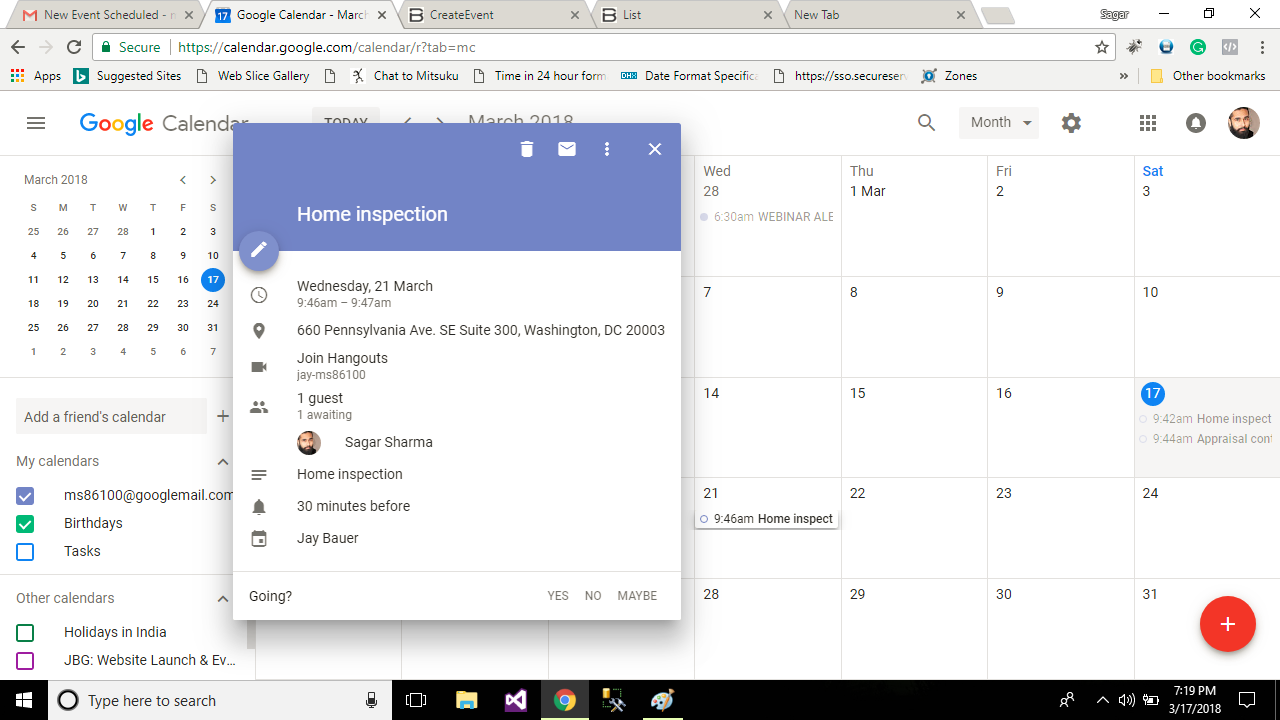 New Event Scheduled - n
Google Calendar - March
CreateEvent
List
New Tab
Sagar
Secure
https://calendar.google.com/calendar/r?tab=mc
Apps
Suggested Sites
Web Slice Gallery
Chat to Mitsuku
Time in 24 hour form
DHX
Date Format Specific
https://sso.secureser
Zones
»
Other bookmarks
Google Calendar
TODAY
March 2018
Month
March 2018
S M T W T F S
25 26 27 28 1 2 3
4 5 6 7 8 9 10
11 12 13 14 15 16 17
18 19 20 21 22 23 24
25 26 27 28 29 30 31
1 2 3 4 5 6 7
Add a friend's calendar
My calendars
ms86100@googlemail.com
Birthdays
Tasks
Other calendars
Holidays in India
JBG: Website Launch & Ev…
Home inspection
Wednesday, 21 March
9:46am – 9:47am
660 Pennsylvania Ave. SE Suite 300, Washington, DC 20003
Join Hangouts
jay-ms86100
1 guest
1 awaiting
Sagar Sharma
Home inspection
30 minutes before
Jay Bauer
Going?
YES NO MAYBE
Wed Thu Fri Sat
28 1 Mar 2 3
6:30am WEBINAR ALE
7 8 9 10
14 15 16 17
9:42am Home inspect
9:44am Appraisal cont
21 22 23 24
9:46am Home inspect
28 29 30 31
Type here to search
7:19 PM
3/17/2018